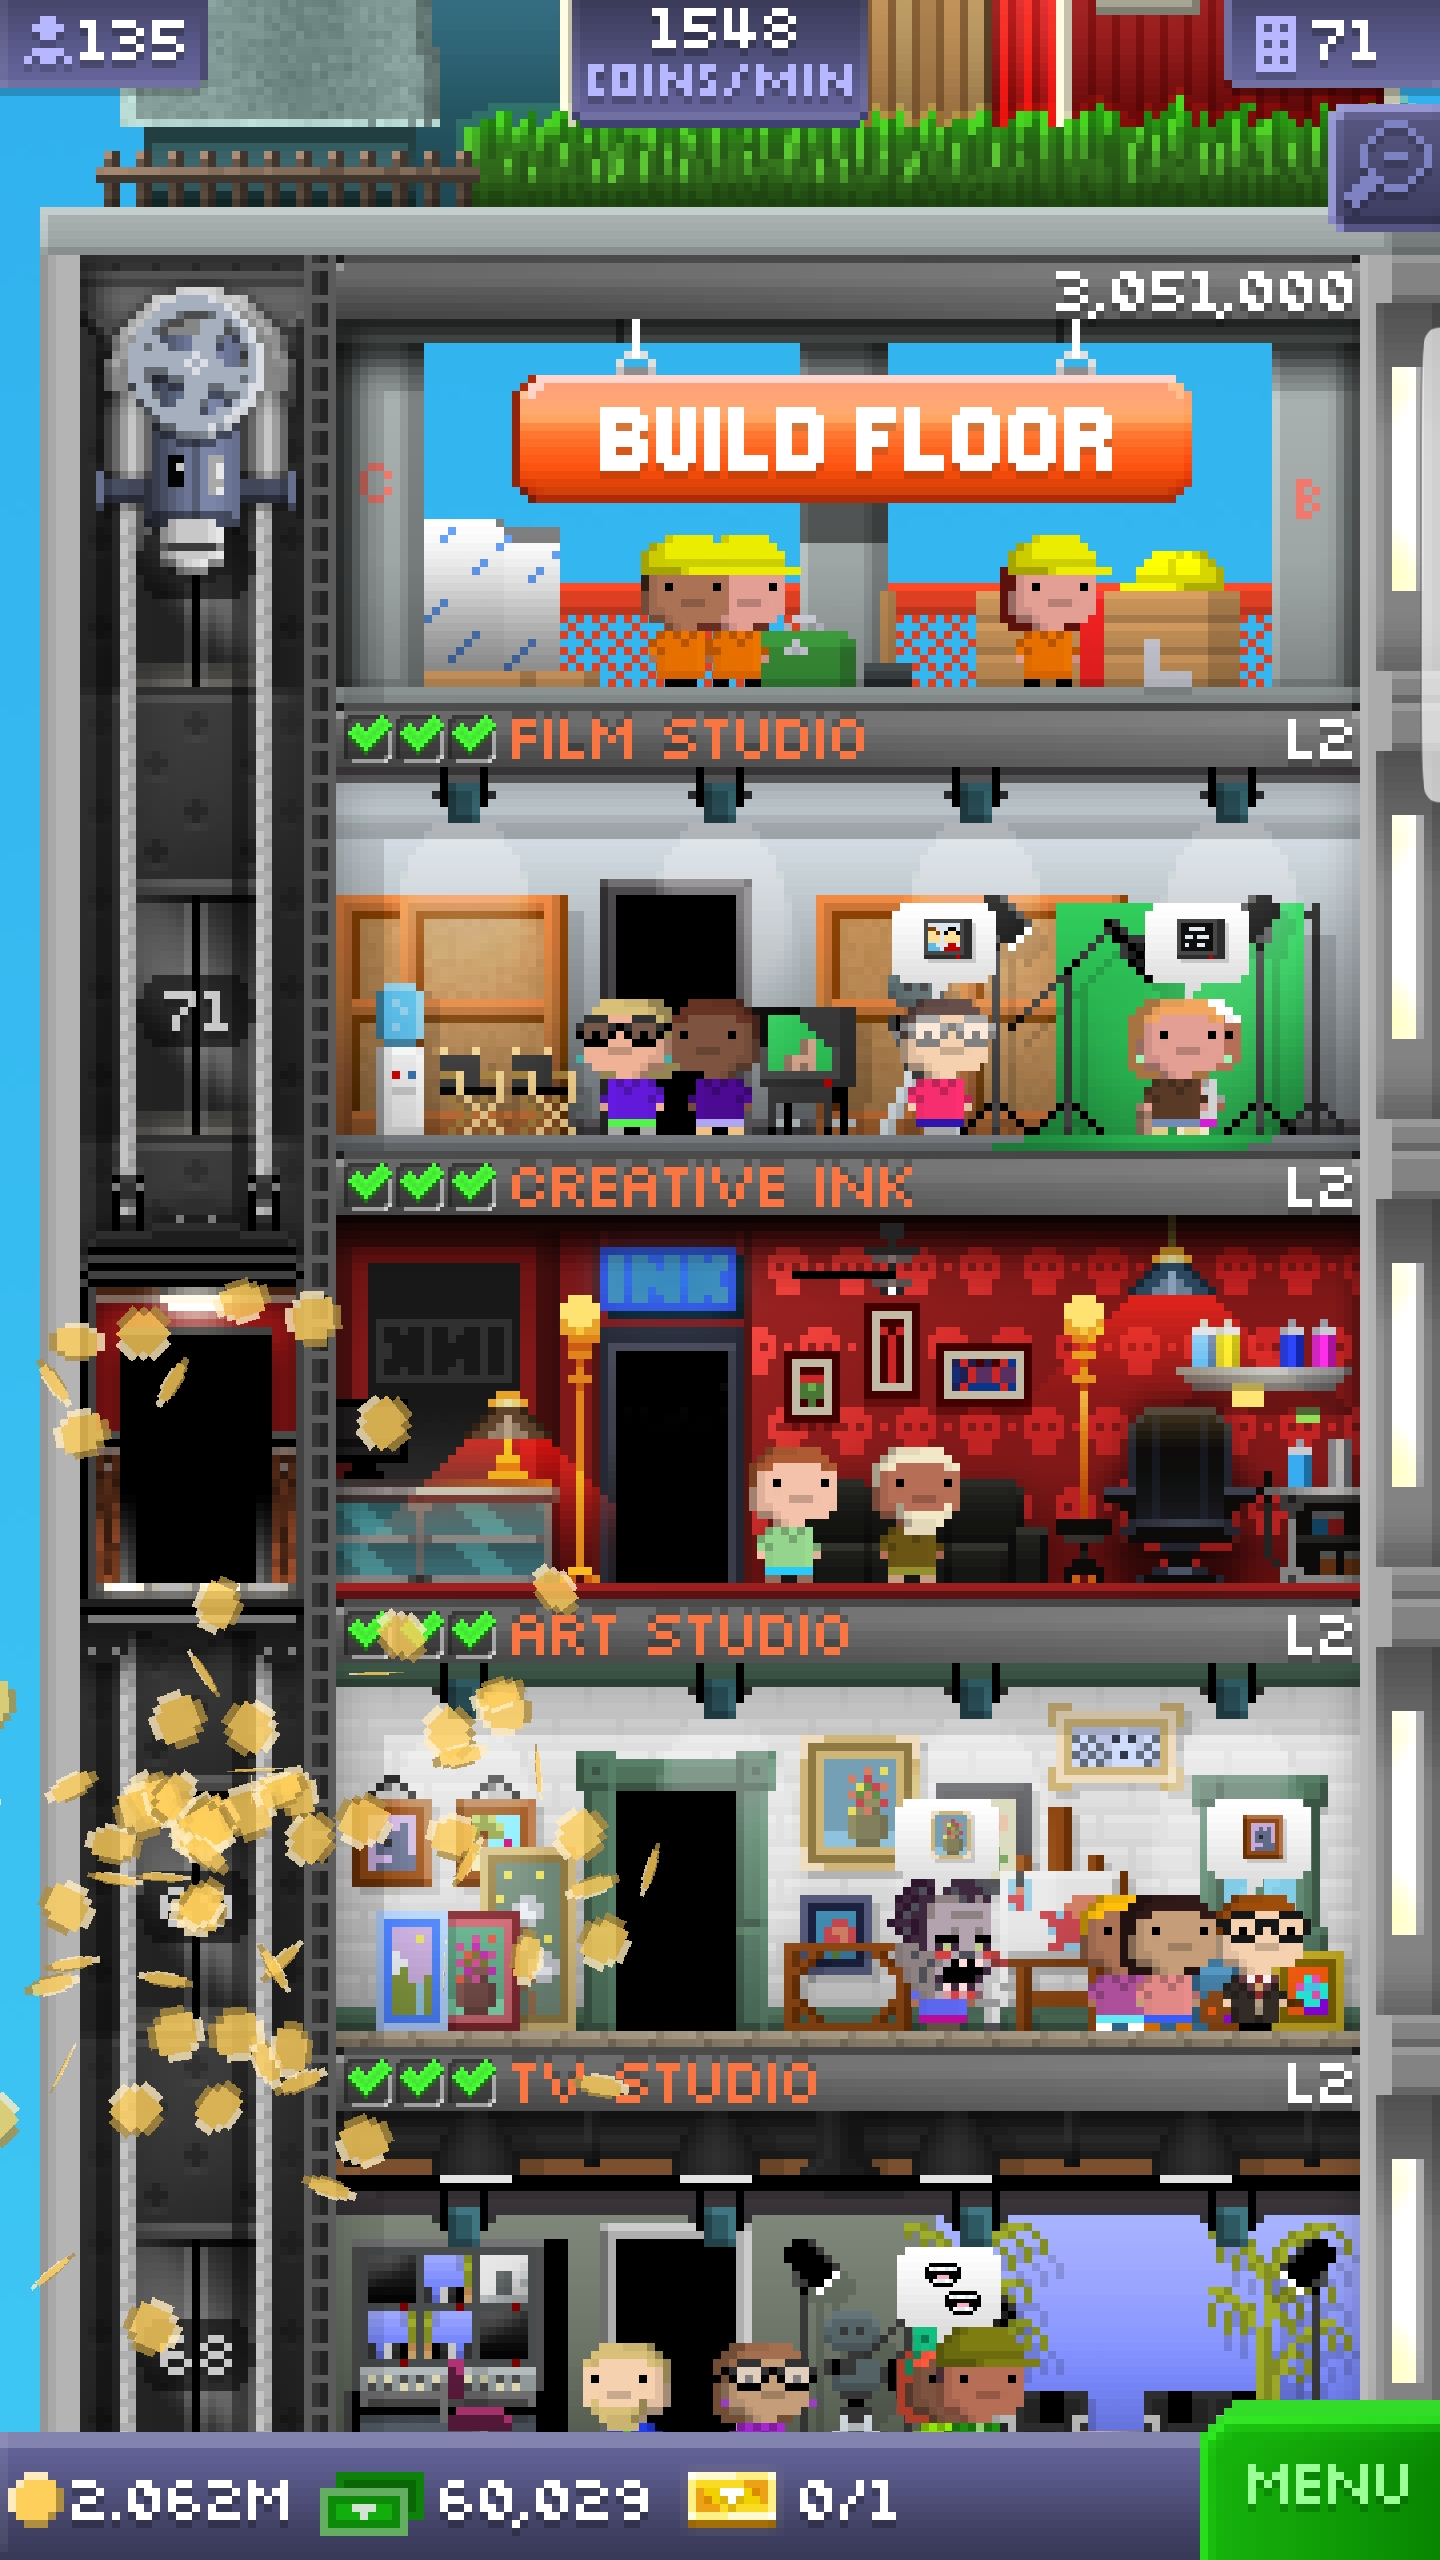 135
1548
COINS/MIN
71
3,051,000
BUILD FLOOR
C
B
FILM STUDIO L2
71
CREATIVE INK L2
INK
ART STUDIO L2
TV STUDIO L2
68
2.062M 60,029 0/1
MENU